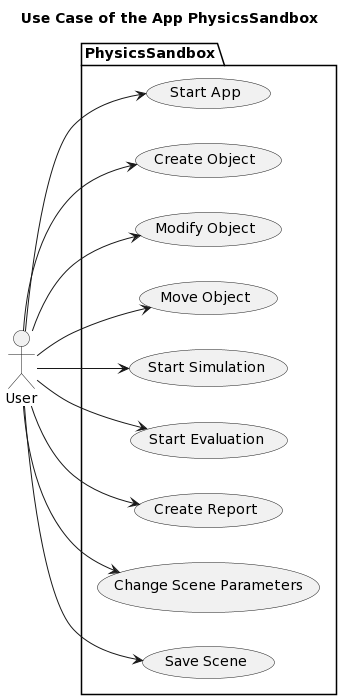 Use Case of the App PhysicsSandbox
PhysicsSandbox
Start App
Create Object
Modify Object
Move Object
Start Simulation
User
Start Evaluation
Create Report
Change Scene Parameters
Save Scene